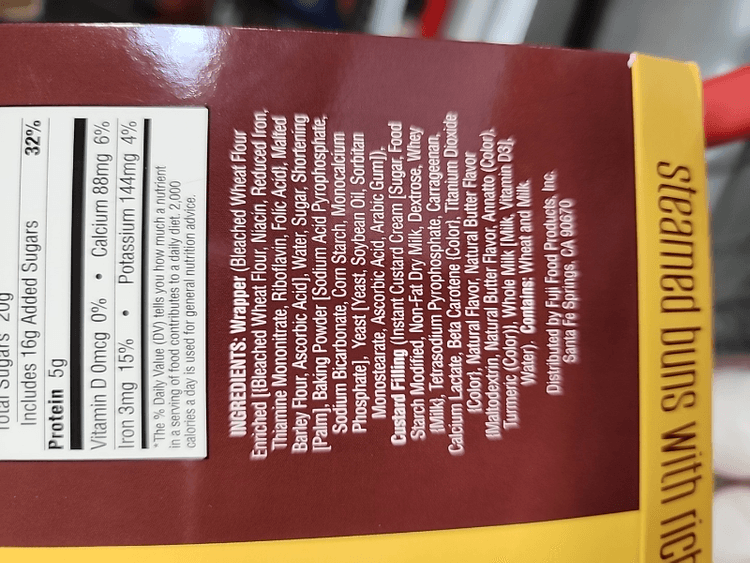 Total Sugars 20g
Includes 16g Added Sugars 32%
Protein 5g
Vitamin D 0mcg 0% • Calcium 88mg 6%
Iron 3mg 15% • Potassium 144mg 4%
*The % Daily Value (DV) tells you how much a nutrient
in a serving of food contributes to a daily diet. 2,000
calories a day is used for general nutrition advice.
INGREDIENTS: Wrapper (Bleached Wheat Flour
Enriched [(Bleached Wheat Flour, Niacin, Reduced Iron,
Thiamine Mononitrate, Riboflavin, Folic Acid), Malted
Barley Flour, Ascorbic Acid], Water, Sugar, Shortening
[Palm], Baking Powder [Sodium Acid Pyrophosphate,
Sodium Bicarbonate, Corn Starch, Monocalcium
Phosphate], Yeast [Yeast, Soybean Oil, Sorbitan
Monostearate, Ascorbic Acid, Arabic Gum]),
Custard Filling (Instant Custard Cream [Sugar, Food
Starch Modified, Non-Fat Dry Milk, Dextrose, Whey
[Milk], Tetrasodium Pyrophosphate, Carrageenan,
Calcium Lactate, Beta Carotene (Color), Titanium Dioxide
(Color), Natural Flavor, Natural Butter Flavor
[Maltodextrin, Natural Butter Flavor, Annatto (Color),
Turmeric (Color)], Whole Milk [Milk, Vitamin D3],
Water). Contains: Wheat and Milk.
Distributed by Fuji Food Products, Inc.
Santa Fe Springs, CA 90670
steamed buns with rich